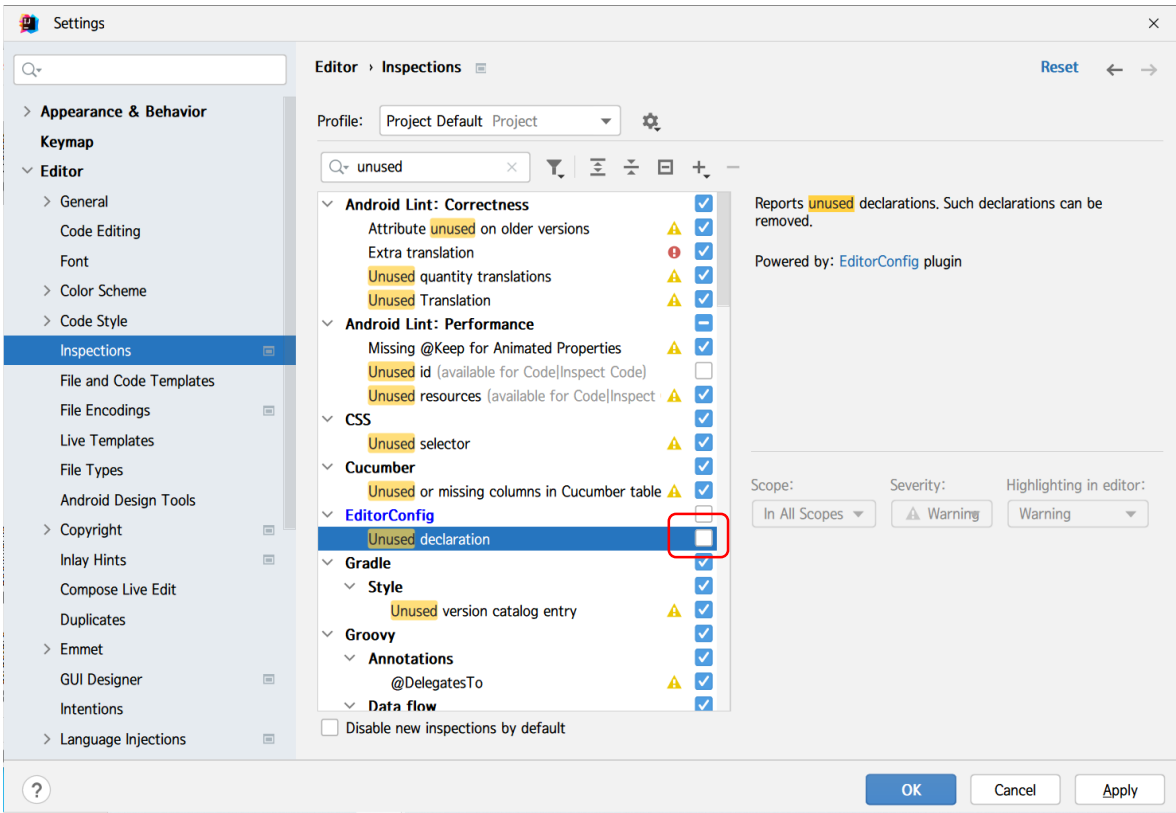 Settings
Editor › Inspections
Reset
Appearance & Behavior
Keymap
Editor
General
Code Editing
Font
Color Scheme
Code Style
Inspections
File and Code Templates
File Encodings
Live Templates
File Types
Android Design Tools
Copyright
Inlay Hints
Compose Live Edit
Duplicates
Emmet
GUI Designer
Intentions
Language Injections
Profile: Project Default Project
unused
Android Lint: Correctness
Attribute unused on older versions
Extra translation
Unused quantity translations
Unused Translation
Android Lint: Performance
Missing @Keep for Animated Properties
Unused id (available for Code|Inspect Code)
Unused resources (available for Code|Inspect
CSS
Unused selector
Cucumber
Unused or missing columns in Cucumber table
EditorConfig
Unused declaration
Gradle
Style
Unused version catalog entry
Groovy
Annotations
@DelegatesTo
Data flow
Disable new inspections by default
Reports unused declarations. Such declarations can be
removed.
Powered by: EditorConfig plugin
Scope: Severity: Highlighting in editor:
In All Scopes Warning Warning
? OK Cancel Apply